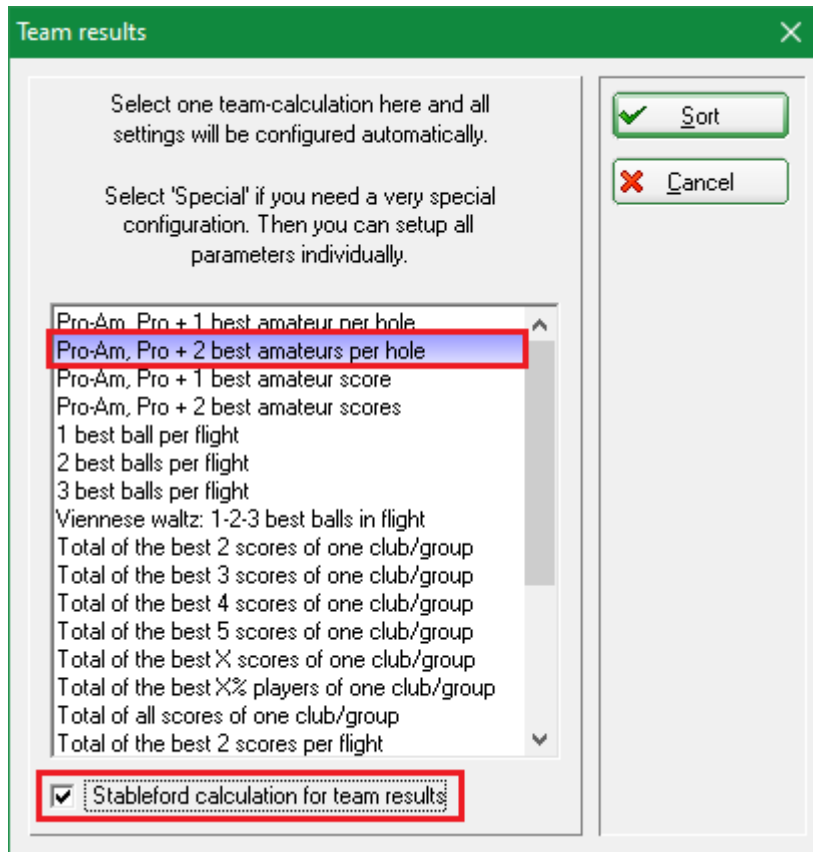 Team results
Select one team-calculation here and all
settings will be configured automatically.
Select 'Special' if you need a very special
configuration. Then you can setup all
parameters individually.
Pro-Am, Pro + 1 best amateur per hole
Pro-Am, Pro + 2 best amateurs per hole
Pro-Am, Pro + 1 best amateur score
Pro-Am, Pro + 2 best amateur scores
1 best ball per flight
2 best balls per flight
3 best balls per flight
Viennese waltz: 1-2-3 best balls in flight
Total of the best 2 scores of one club/group
Total of the best 3 scores of one club/group
Total of the best 4 scores of one club/group
Total of the best 5 scores of one club/group
Total of the best X scores of one club/group
Total of the best X% players of one club/group
Total of all scores of one club/group
Total of the best 2 scores per flight
Stableford calculation for team results
Sort
Cancel